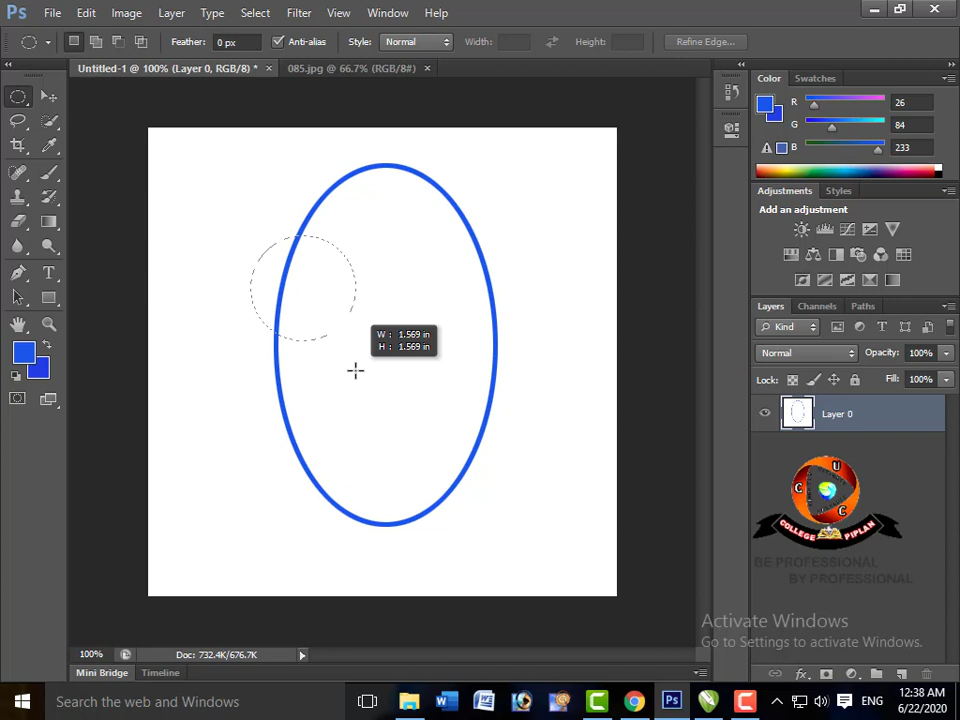 Ps File Edit Image Layer Type Select Filter View Window Help
Feather: 0 px Anti-alias Style: Normal Width: Height: Refine Edge...
Untitled-1 @ 100% (Layer 0, RGB/8) * × 085.jpg @ 66.7% (RGB/8#) ×
Color Swatches
R 26
G 84
B 233
Adjustments Styles
Add an adjustment
W : 1.569 in
H : 1.569 in
Layers Channels Paths
Kind
Normal Opacity: 100%
Lock: Fill: 100%
Layer 0
U
C C
COLLEGE PIPLAN
BE PROFESSIONAL
BY PROFESSIONAL
Activate Windows
Go to Settings to activate Windows.
100% Doc: 732.4K/676.7K
Mini Bridge Timeline
Search the web and Windows
ENG
12:38 AM
6/22/2020